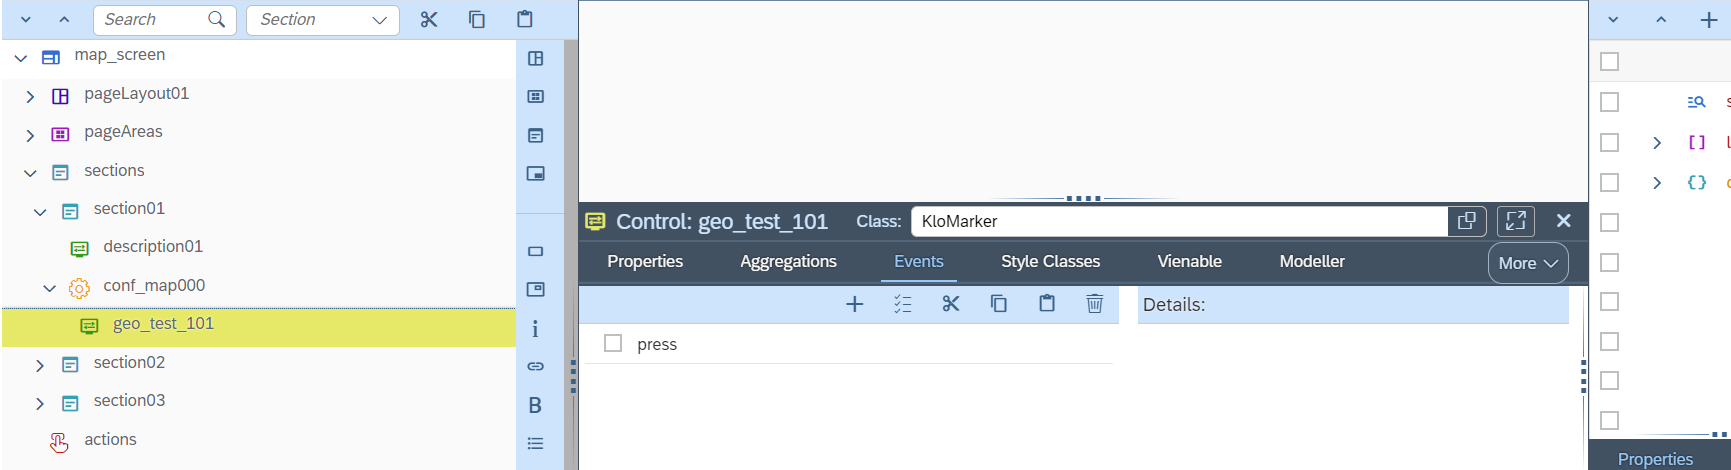 Search
Section
map_screen
pageLayout01
pageAreas
sections
section01
description01
conf_map000
geo_test_101
section02
section03
actions
B
Control: geo_test_101
Class:
KloMarker
Properties
Aggregations
Events
Style Classes
Vienable
Modeller
More
Details:
press
Properties